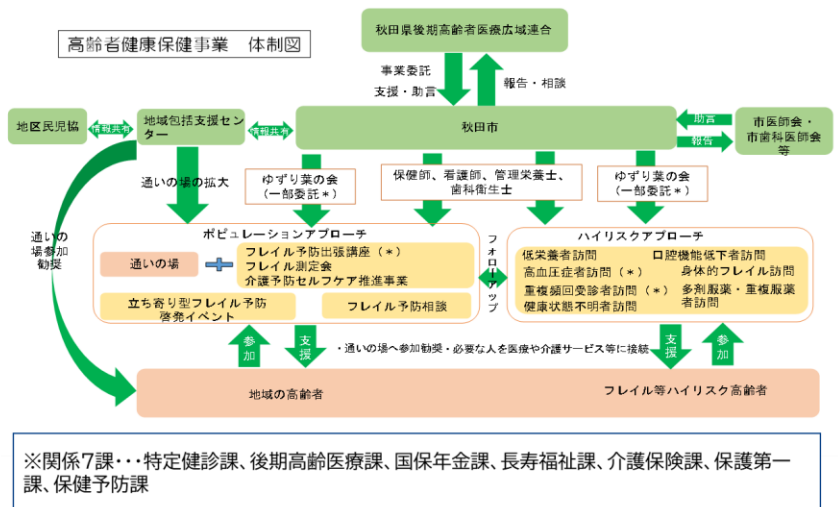 高齢者健康保健事業　体制図
秋田県後期高齢者医療広域連合
事業委託
支援・助言
報告・相談
地区民児協
情報共有
地域包括支援セン
ター
情報共有
秋田市
助言
報告
市医師会・
市歯科医師会
等
通いの場の拡大
ゆずり葉の会
（一部委託＊）
保健師、看護師、管理栄養士、
歯科衛生士
ゆずり葉の会
（一部委託＊）
通いの
場参加
勧奨
ポピュレーションアプローチ
通いの場
フレイル予防出張講座（＊）
フレイル測定会
介護予防セルフケア推進事業
立ち寄り型フレイル予防
啓発イベント
フレイル予防相談
フォローアップ
ハイリスクアプローチ
低栄養者訪問
高血圧症者訪問（＊）
重複頻回受診者訪問（＊）
健康状態不明者訪問
口腔機能低下者訪問
身体的フレイル訪問
多剤服薬・重複服薬
者訪問
参加
支援
・通いの場へ参加勧奨・必要な人を医療や介護サービス等に接続
支援
参加
地域の高齢者
フレイル等ハイリスク高齢者
※関係7課・・・特定健診課、後期高齢医療課、国保年金課、長寿福祉課、介護保険課、保護第一
課、保健予防課